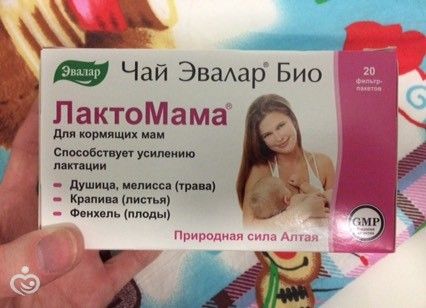 Эвалар
Чай Эвалар® Био
20
фильтр-
пакетов
ЛактоМама®
Для кормящих мам
Способствует усилению
лактации
Душица, мелисса (трава)
Крапива (листья)
Фенхель (плоды)
GMP
Природная сила Алтая